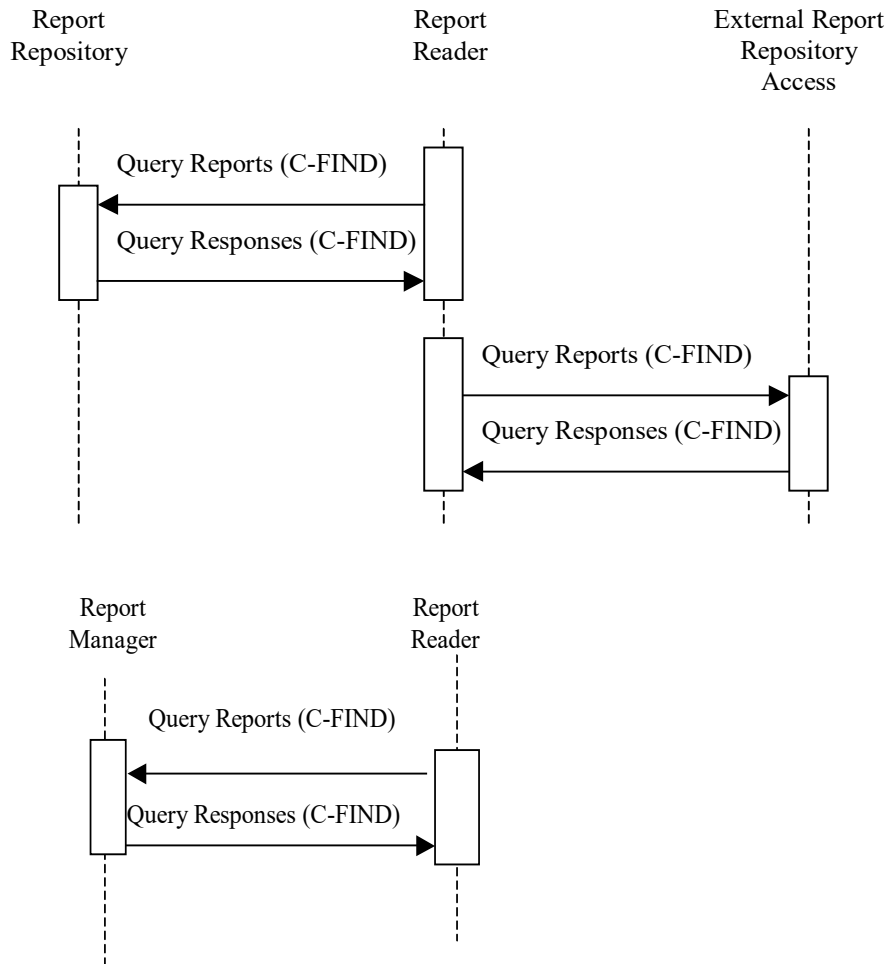 Report
Repository
Report
Reader
External Report
Repository
Access
Query Reports (C-FIND)
Query Responses (C-FIND)
Query Reports (C-FIND)
Query Responses (C-FIND)
Report
Manager
Report
Reader
Query Reports (C-FIND)
Query Responses (C-FIND)